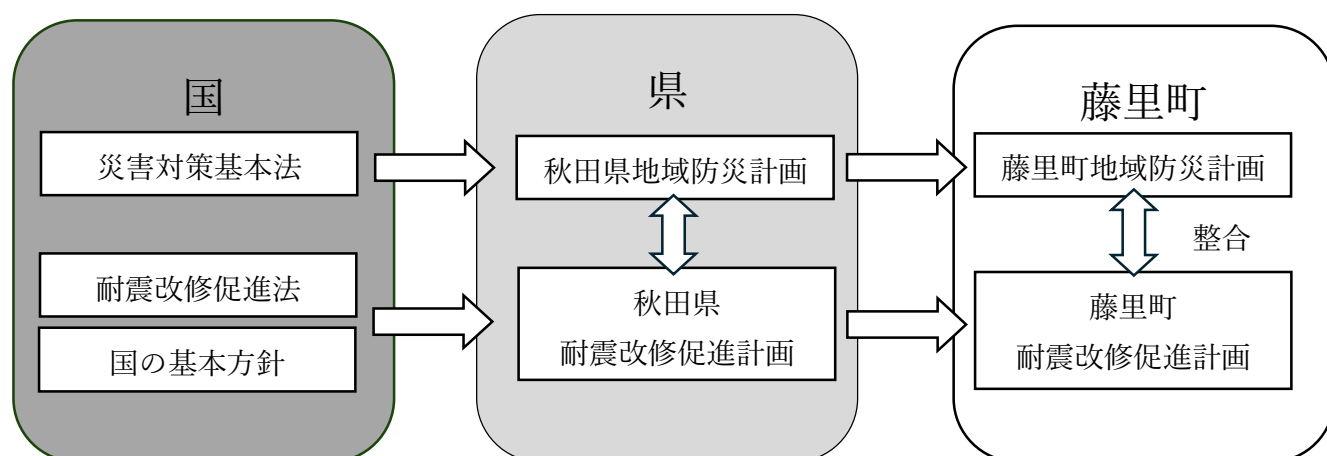 国
災害対策基本法
耐震改修促進法
国の基本方針
県
秋田県地域防災計画
秋田県
耐震改修促進計画
藤里町
藤里町地域防災計画
整合
藤里町
耐震改修促進計画